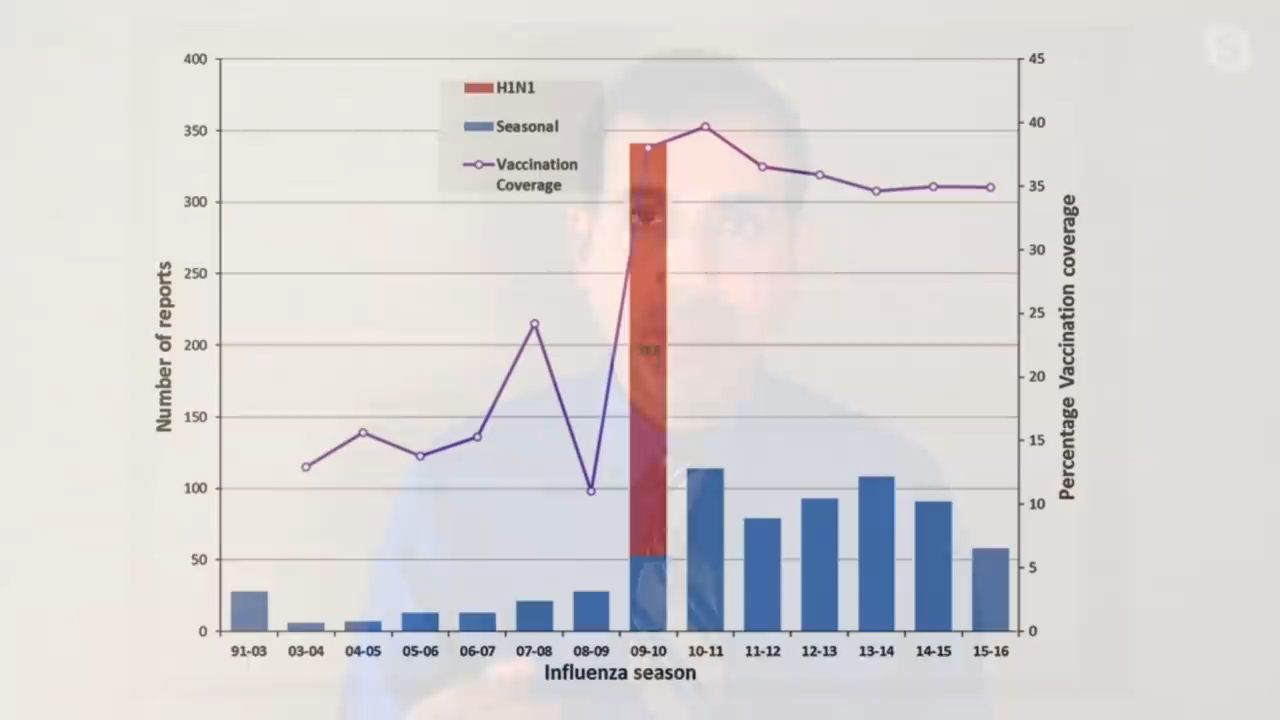 400
350
300
250
200
150
100
50
0
Number of reports
H1N1
Seasonal
Vaccination
Coverage
45
40
35
30
25
20
15
10
5
0
Percentage Vaccination coverage
91-03 03-04 04-05 05-06 06-07 07-08 08-09 09-10 10-11 11-12 12-13 13-14 14-15 15-16
Influenza season